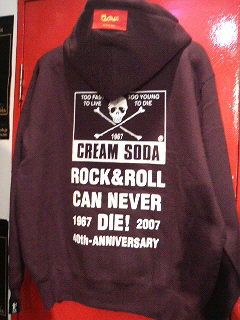 TOO FAST TOO YOUNG
TO LIVE TO DIE
1967
CREAM SODA
®
ROCK&ROLL
CAN NEVER
1967 DIE! 2007
40th-ANNIVERSARY